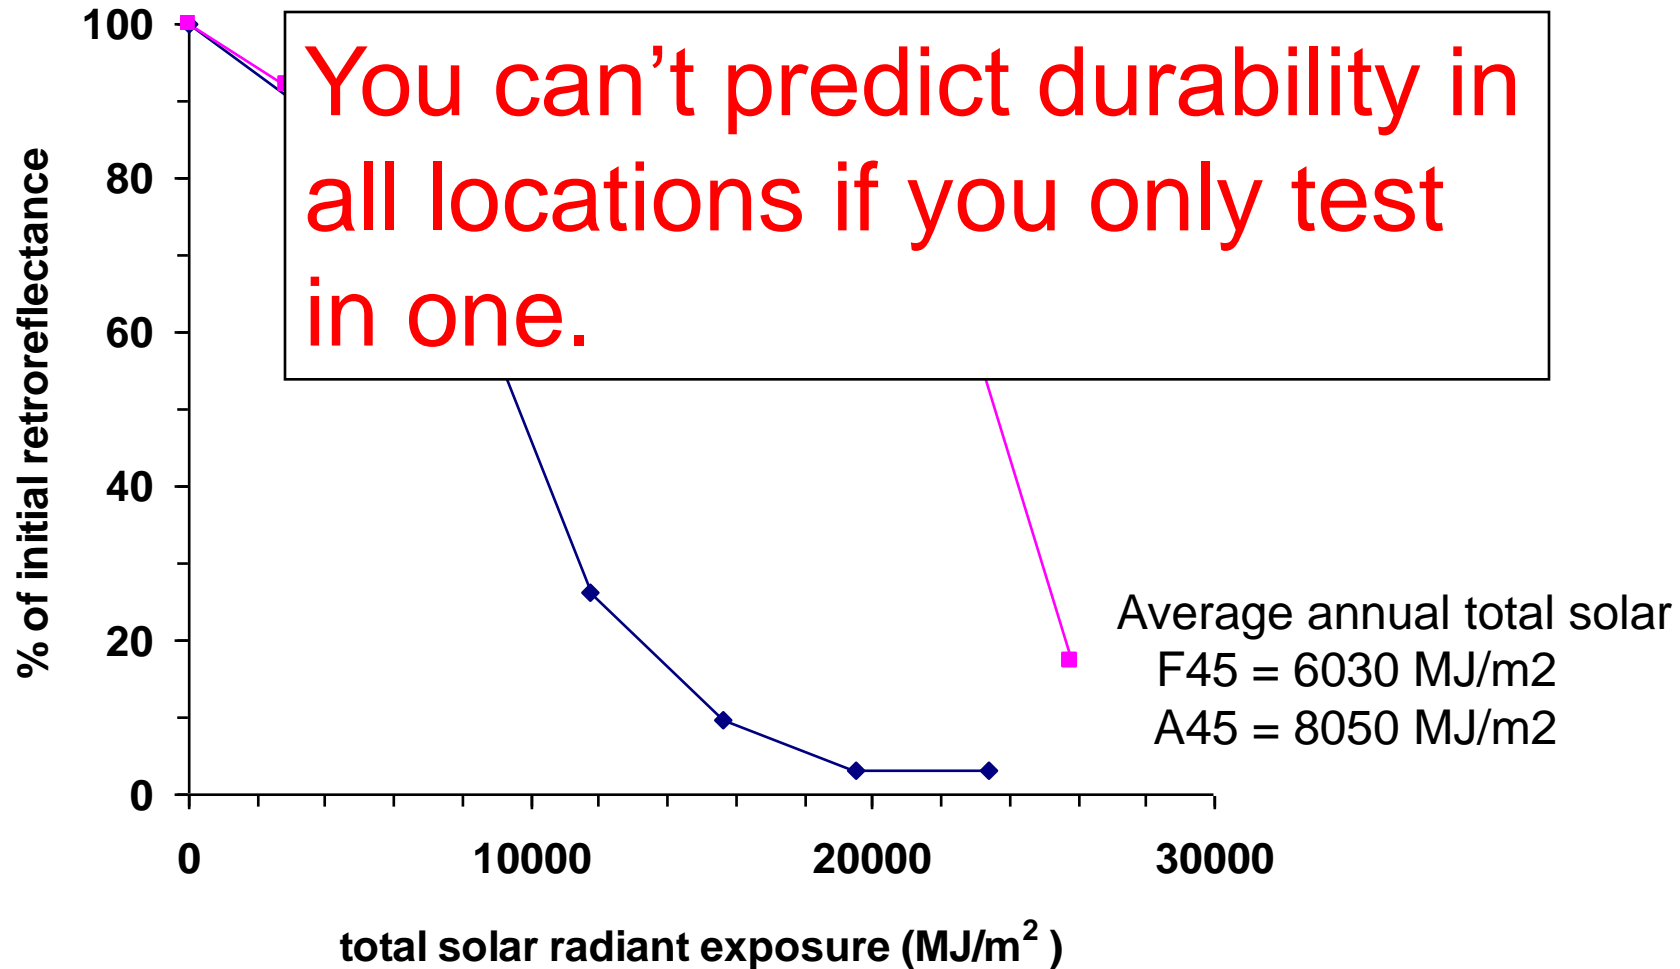 100
80
60
40
20
0
% of initial retroreflectance
You can’t predict durability in
all locations if you only test
in one.
Average annual total solar
F45 = 6030 MJ/m2
A45 = 8050 MJ/m2
0 10000 20000 30000
total solar radiant exposure (MJ/m² )